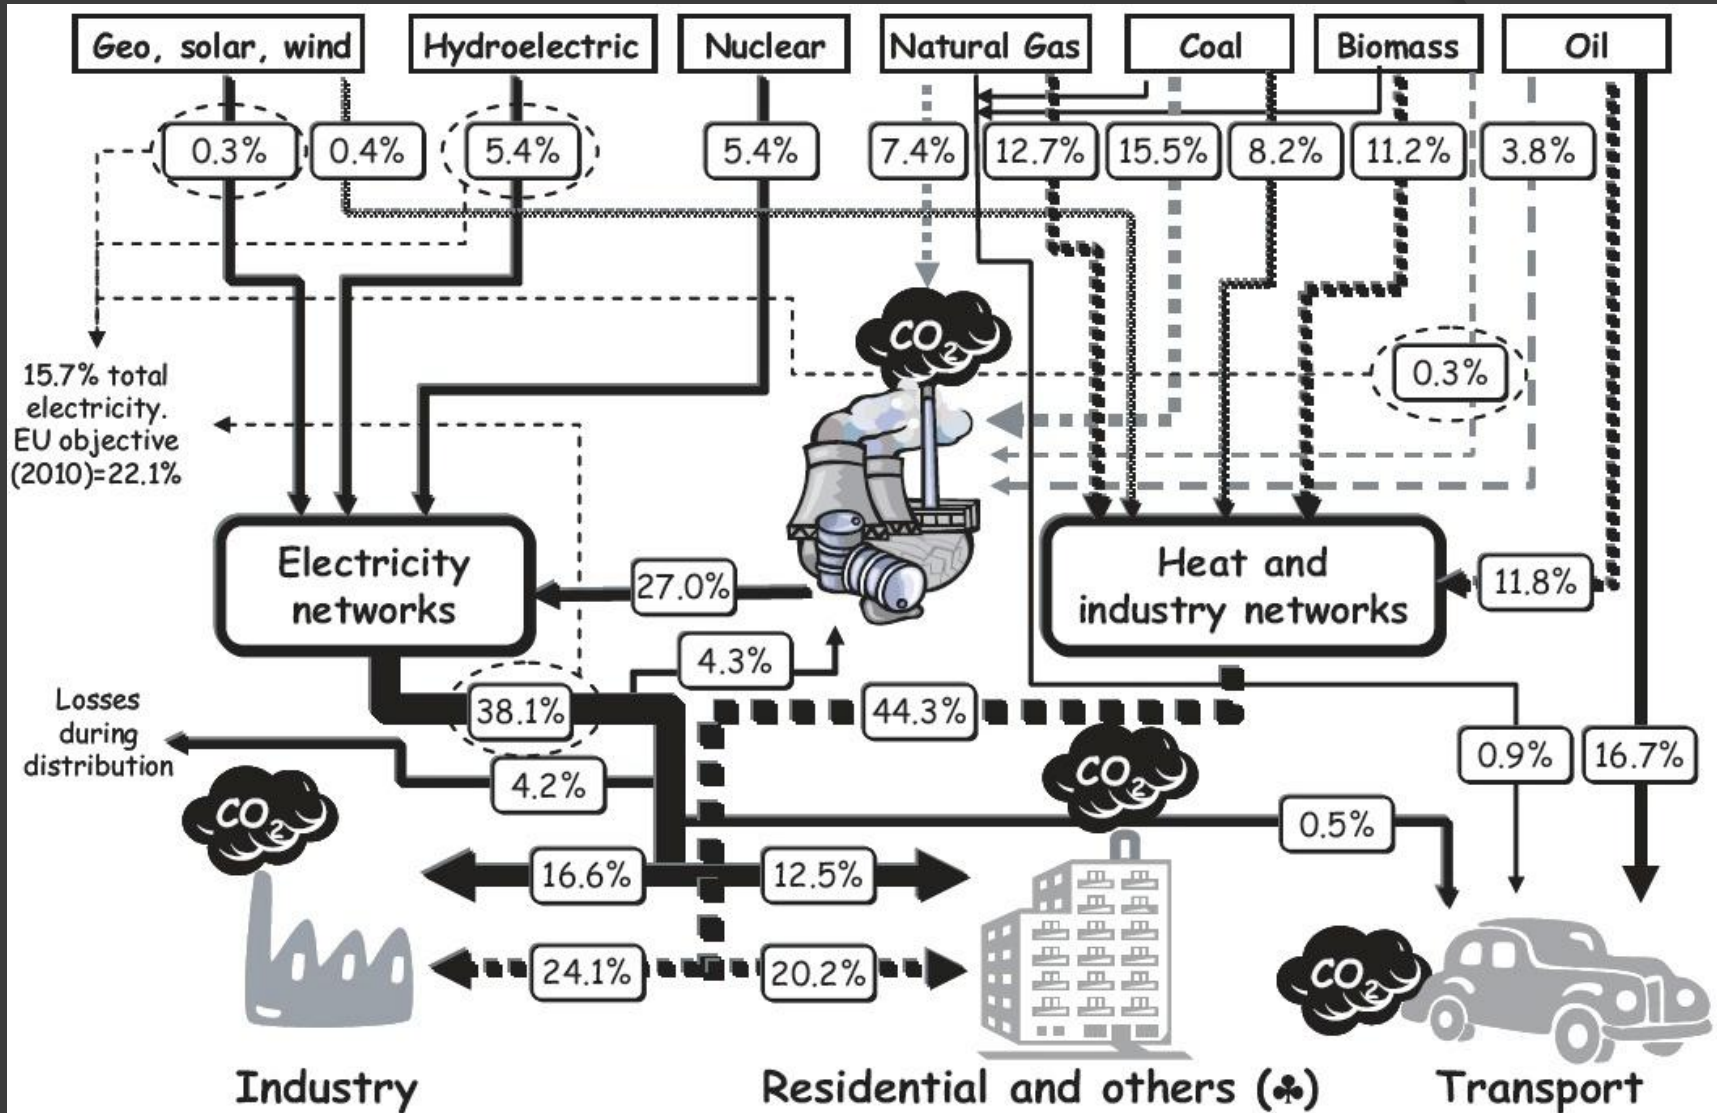 Geo, solar, wind
Hydroelectric
Nuclear
Natural Gas
Coal
Biomass
Oil
0.3%
0.4%
5.4%
5.4%
7.4%
12.7%
15.5%
8.2%
11.2%
3.8%
CO2
0.3%
15.7% total
electricity.
EU objective
(2010)=22.1%
Electricity
networks
27.0%
Heat and
industry networks
11.8%
4.3%
38.1%
44.3%
Losses
during
distribution
4.2%
CO2
CO2
0.9%
16.7%
0.5%
16.6%
12.5%
24.1%
20.2%
CO2
Industry
Residential and others (♣)
Transport